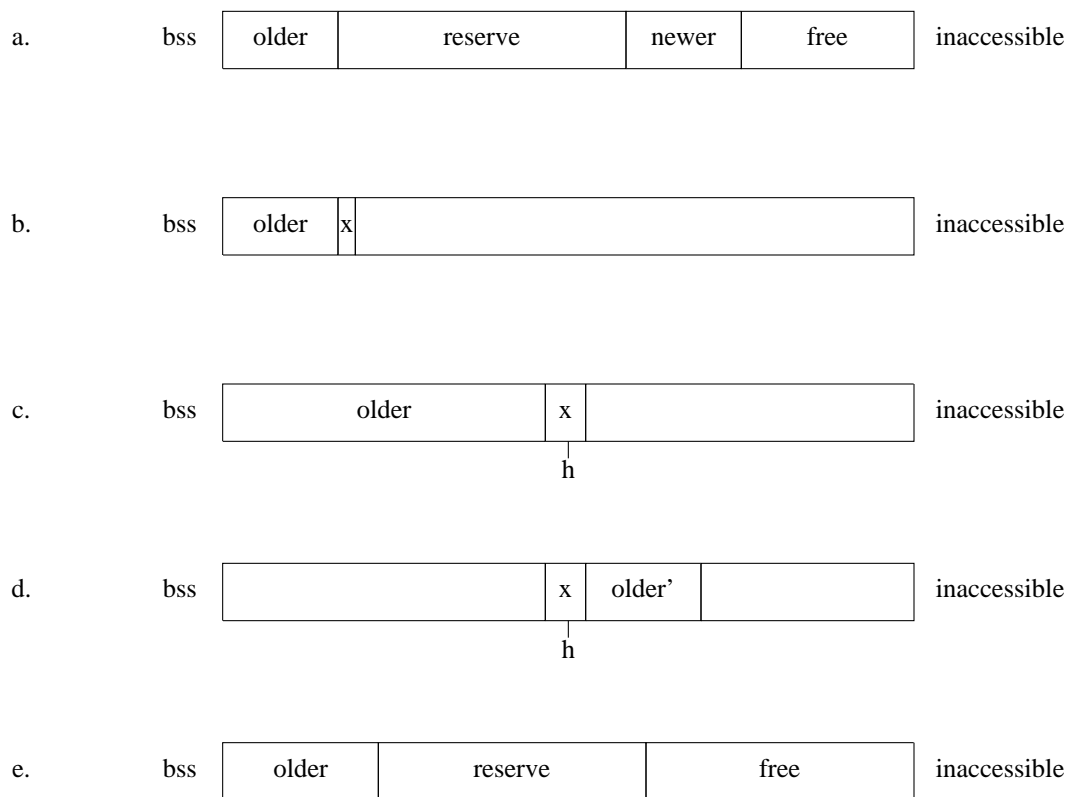 a. bss older reserve newer free inaccessible
b. bss older x inaccessible
c. bss older x inaccessible
h
d. bss x older’ inaccessible
h
e. bss older reserve free inaccessible